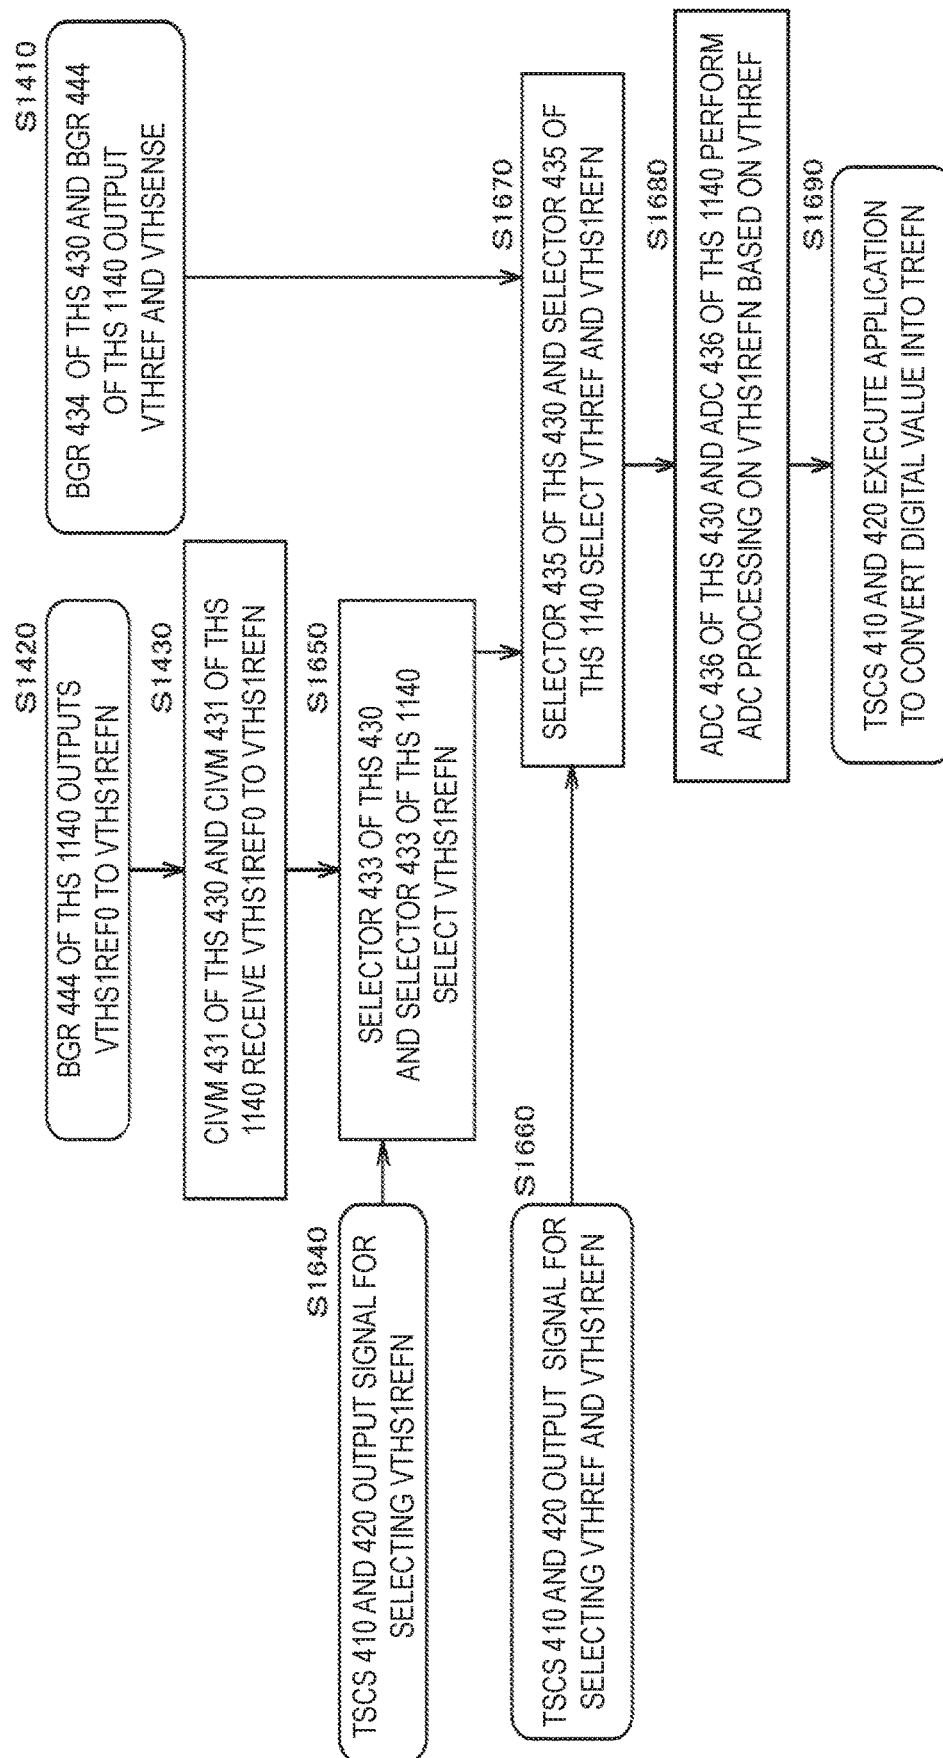 S1410
BGR 434 OF THS 430 AND BGR 444
OF THS 1140 OUTPUT
VTHREF AND VTHSENSE
S1420
BGR 444 OF THS 1140 OUTPUTS
VTHS1REF0 TO VTHS1REFN
S1430
CIVM 431 OF THS 430 AND CIVM 431 OF THS
1140 RECEIVE VTHS1REF0 TO VTHS1REFN
S1640
TSCS 410 AND 420 OUTPUT SIGNAL FOR
SELECTING VTHS1REFN
S1650
SELECTOR 433 OF THS 430
AND SELECTOR 433 OF THS 1140
SELECT VTHS1REFN
S1660
TSCS 410 AND 420 OUTPUT SIGNAL FOR
SELECTING VTHREF AND VTHS1REFN
S1670
SELECTOR 435 OF THS 430 AND SELECTOR 435 OF
THS 1140 SELECT VTHREF AND VTHS1REFN
S1680
ADC 436 OF THS 430 AND ADC 436 OF THS 1140 PERFORM
ADC PROCESSING ON VTHS1REFN BASED ON VTHREF
S1690
TSCS 410 AND 420 EXECUTE APPLICATION
TO CONVERT DIGITAL VALUE INTO TREFN